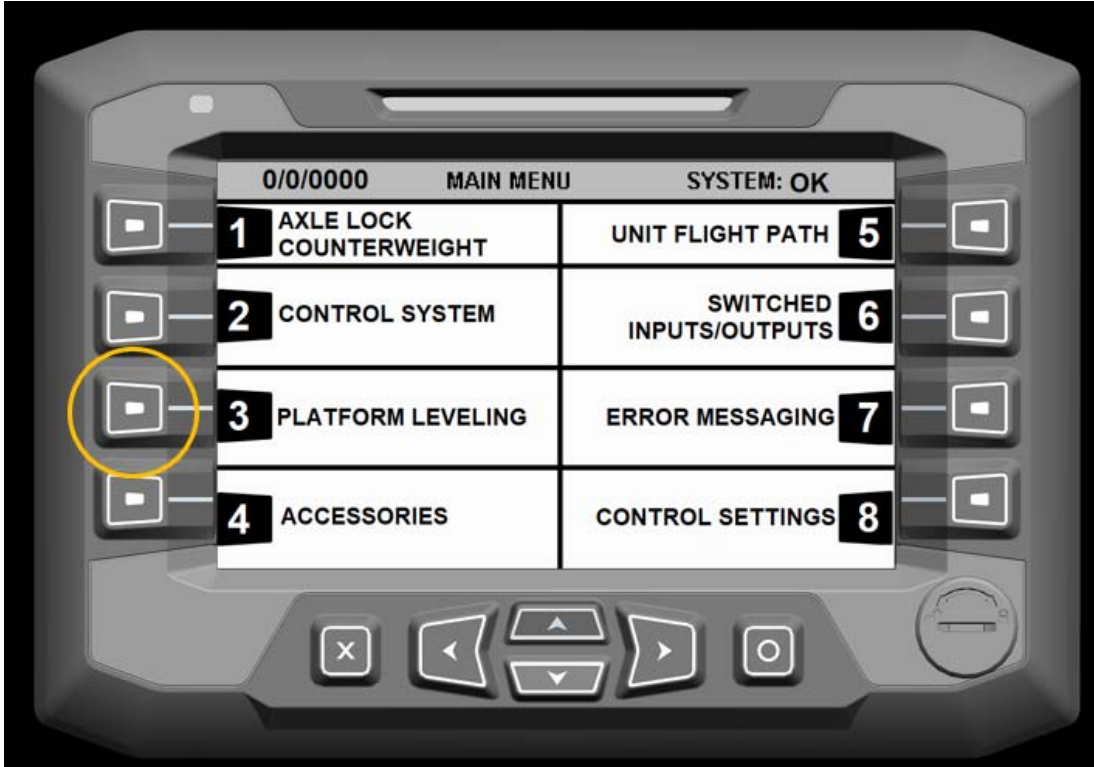 0/0/0000 MAIN MENU SYSTEM: OK
1 AXLE LOCK
COUNTERWEIGHT
2 CONTROL SYSTEM
3 PLATFORM LEVELING
4 ACCESSORIES
UNIT FLIGHT PATH 5
SWITCHED
INPUTS/OUTPUTS 6
ERROR MESSAGING 7
CONTROL SETTINGS 8
X
O